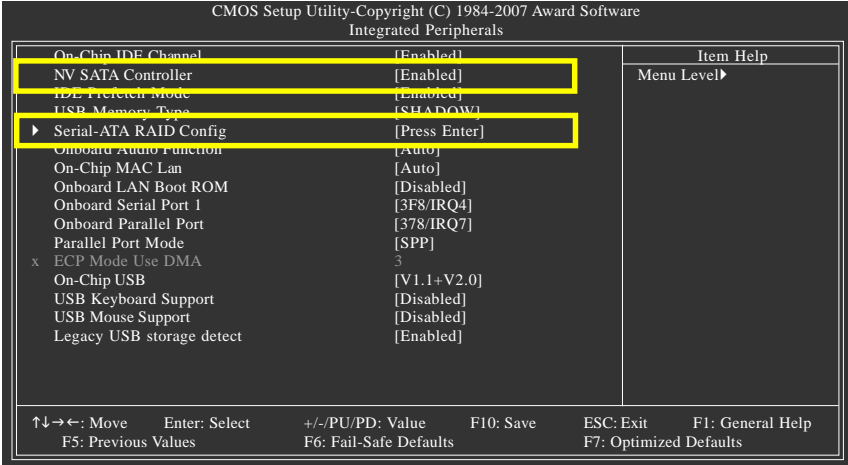 CMOS Setup Utility-Copyright (C) 1984-2007 Award Software
Integrated Peripherals
On-Chip IDE Channel [Enabled]
Item Help
NV SATA Controller [Enabled]
Menu Level▶
IDE Prefetch Mode [Enabled]
USB Memory Type [SHADOW]
▶ Serial-ATA RAID Config [Press Enter]
Onboard Audio Function [Auto]
On-Chip MAC Lan [Auto]
Onboard LAN Boot ROM [Disabled]
Onboard Serial Port 1 [3F8/IRQ4]
Onboard Parallel Port [378/IRQ7]
Parallel Port Mode [SPP]
x ECP Mode Use DMA 3
On-Chip USB [V1.1+V2.0]
USB Keyboard Support [Disabled]
USB Mouse Support [Disabled]
Legacy USB storage detect [Enabled]
↑↓→←: Move Enter: Select +/-/PU/PD: Value F10: Save ESC: Exit F1: General Help
F5: Previous Values F6: Fail-Safe Defaults F7: Optimized Defaults